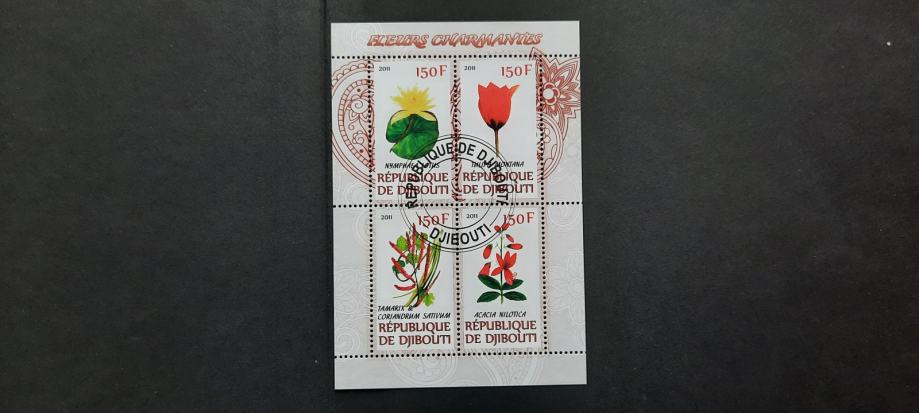 FLEURS CHARMANTES
2011 150F
NYMPHAEA LOTUS
RÉPUBLIQUE
DE DJIBOUTI
2011 150F
TULIPA MONTANA
RÉPUBLIQUE
DE DJIBOUTI
RÉPUBLIQUE DE DJIBOUTI
DJIBOUTI
2011 150F
TAMARIX &
CORIANDRUM SATIVUM
RÉPUBLIQUE
DE DJIBOUTI
2011 150F
ACACIA NILOTICA
RÉPUBLIQUE
DE DJIBOUTI